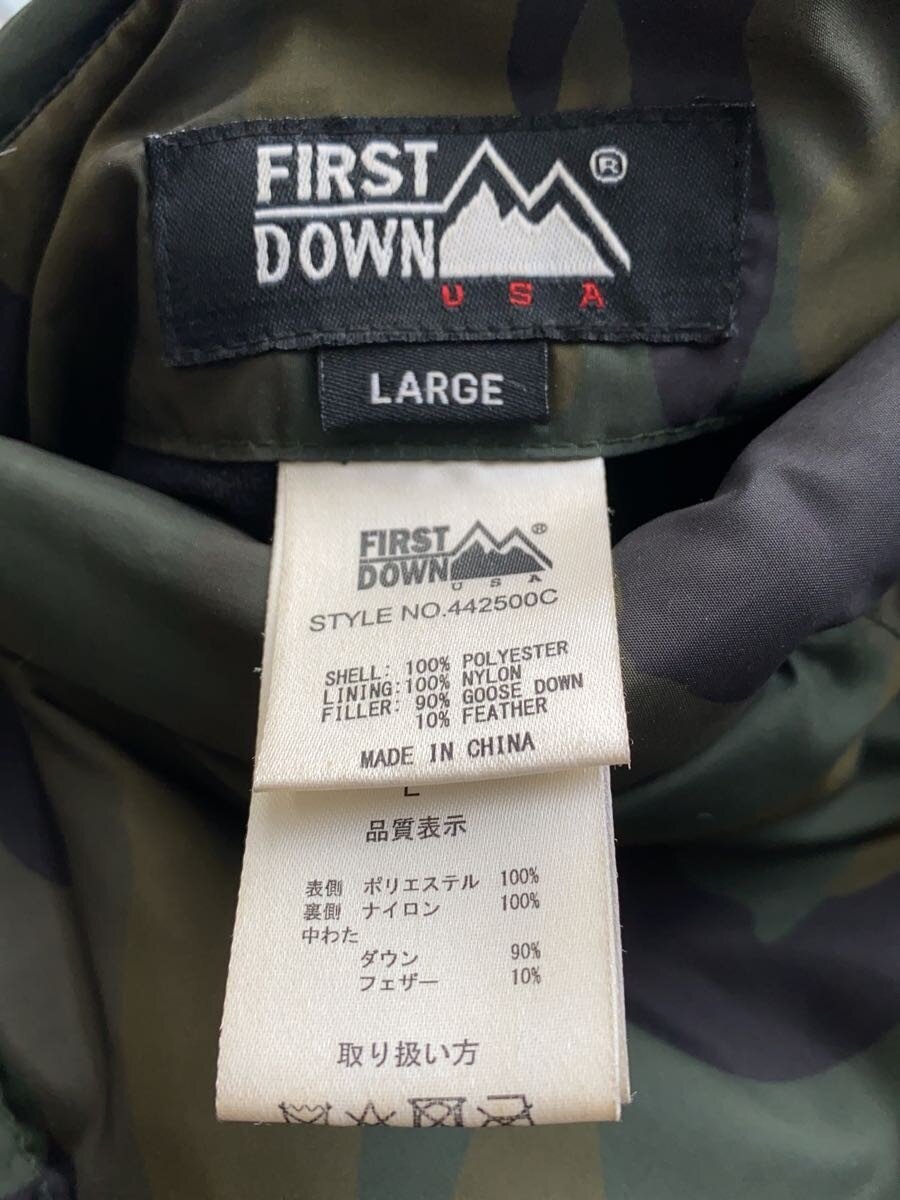 FIRST
DOWN
®
USA
LARGE
FIRST
DOWN
®
USA
STYLE NO.442500C
SHELL: 100% POLYESTER
LINING:100% NYLON
FILLER: 90% GOOSE DOWN
10% FEATHER
MADE IN CHINA
L
品質表示
表側 ポリエステル 100%
裏側 ナイロン 100%
中わた
ダウン 90%
フェザー 10%
取り扱い方